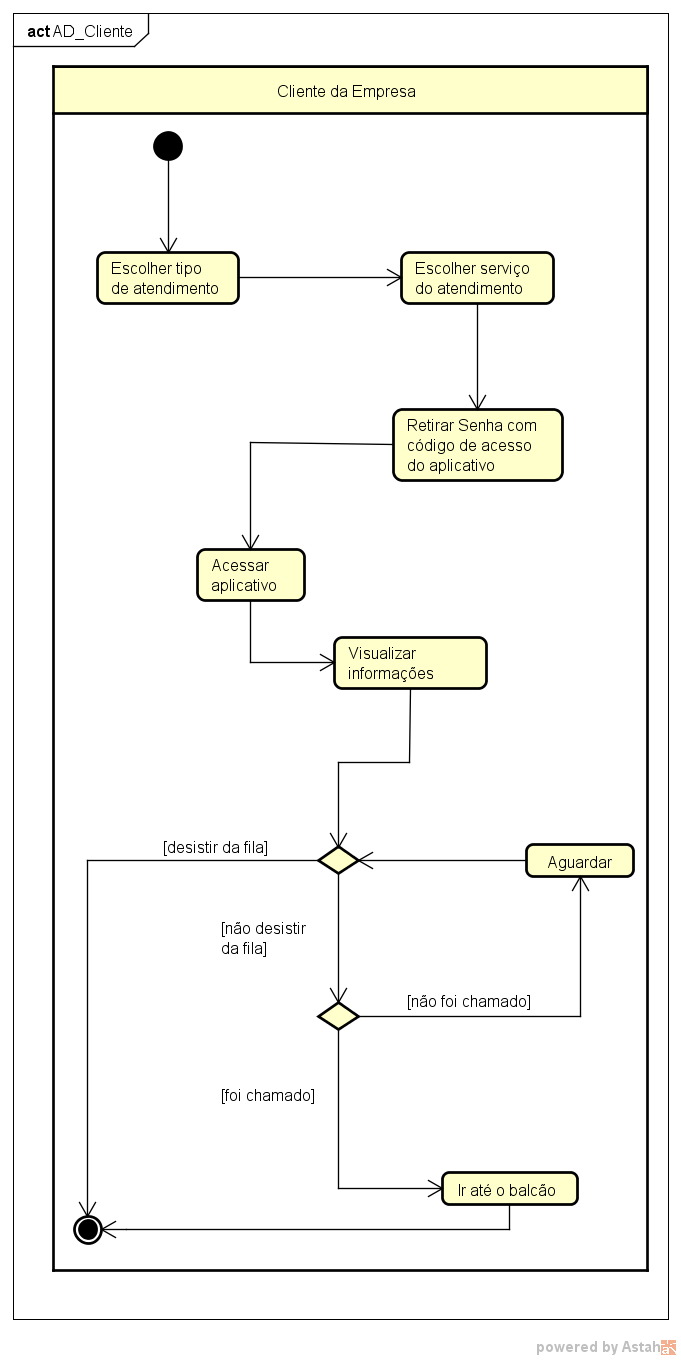 act AD_Cliente
Cliente da Empresa
Escolher tipo
de atendimento
Escolher serviço
do atendimento
Retirar Senha com
código de acesso
do aplicativo
Acessar
aplicativo
Visualizar
informações
[desistir da fila]
Aguardar
[não desistir
da fila]
[não foi chamado]
[foi chamado]
Ir até o balcão
powered by Astah